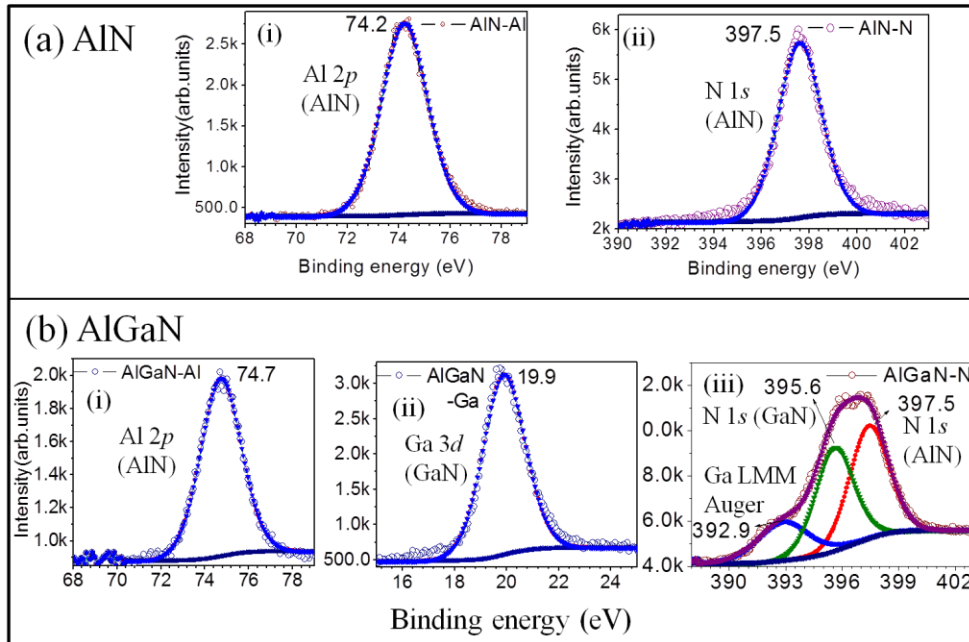 (a) AlN
(i)
74.2
AlN-Al
Al 2p
(AlN)
Intensity(arb.units)
2.5k
2.0k
1.5k
1.0k
500.0
68 70 72 74 76 78
Binding energy (eV)
(ii)
397.5
AlN-N
N 1s
(AlN)
Intensity(arb.units)
6k
5k
4k
3k
2k
390 392 394 396 398 400 402
Binding energy (eV)
(b) AlGaN
AlGaN-Al
74.7
(i)
Al 2p
(AlN)
Intensity(arb.units)
2.0k
1.8k
1.6k
1.4k
1.2k
1.0k
68 70 72 74 76 78
AlGaN
-Ga
19.9
(ii)
Ga 3d
(GaN)
3.0k
2.5k
2.0k
1.5k
1.0k
500.0
16 20 24
(iii)
AlGaN-N
395.6
397.5
N 1s (GaN)
N 1s
(AlN)
Ga LMM
Auger
392.9
2.0k
0.0k
8.0k
6.0k
4.0k
390 393 396 399 402
Binding energy (eV)